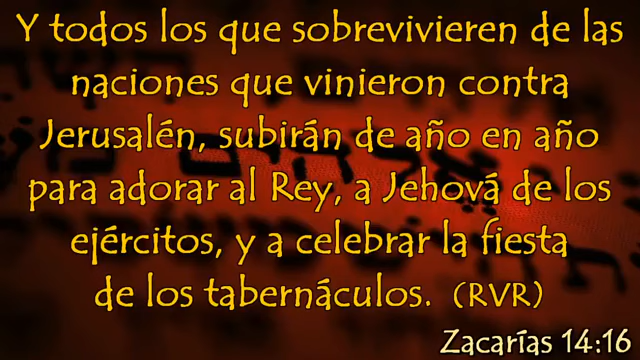 Y todos los que sobrevivieren de las
naciones que vinieron contra
Jerusalén, subirán de año en año
para adorar al Rey, a Jehová de los
ejércitos, y a celebrar la fiesta
de los tabernáculos. (RVR)
Zacarías 14:16